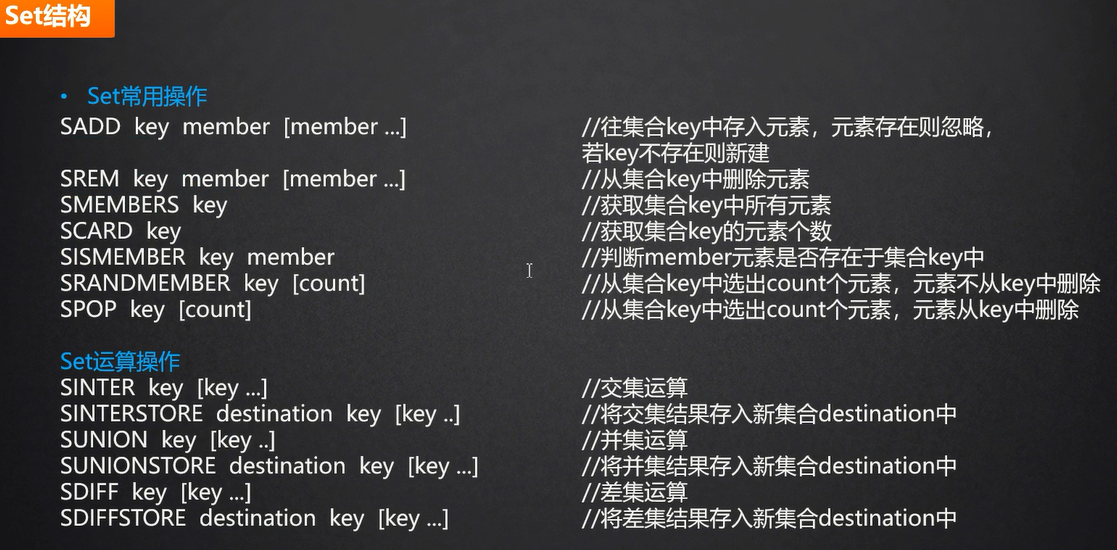 Set结构
• Set常用操作
SADD key member [member ...] //往集合key中存入元素，元素存在则忽略，
若key不存在则新建
SREM key member [member ...] //从集合key中删除元素
SMEMBERS key //获取集合key中所有元素
SCARD key //获取集合key的元素个数
SISMEMBER key member //判断member元素是否存在于集合key中
SRANDMEMBER key [count] //从集合key中选出count个元素，元素不从key中删除
SPOP key [count] //从集合key中选出count个元素，元素从key中删除
Set运算操作
SINTER key [key ...] //交集运算
SINTERSTORE destination key [key ..] //将交集结果存入新集合destination中
SUNION key [key ..] //并集运算
SUNIONSTORE destination key [key ...] //将并集结果存入新集合destination中
SDIFF key [key ...] //差集运算
SDIFFSTORE destination key [key ...] //将差集结果存入新集合destination中